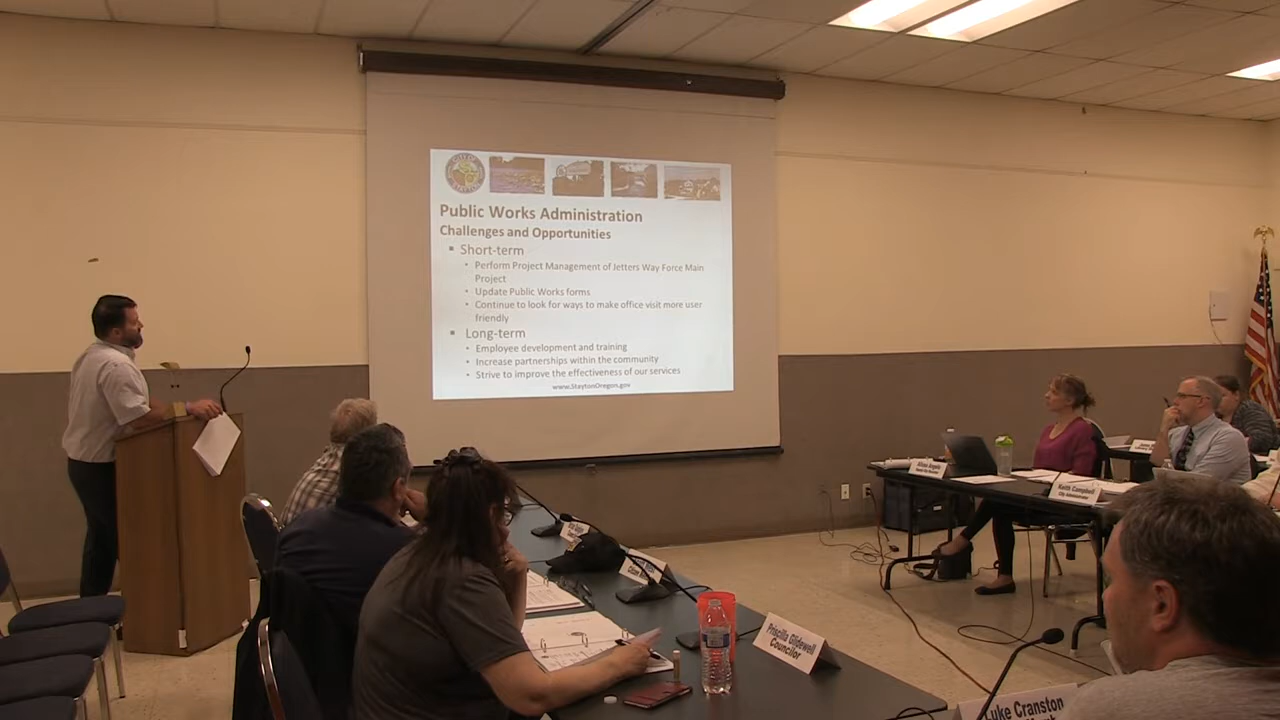 CITY OF
STAYTON
Public Works Administration
Challenges and Opportunities
▪ Short-term
• Perform Project Management of Jetters Way Force Main
Project
• Update Public Works forms
• Continue to look for ways to make office visit more user
friendly
▪ Long-term
• Employee development and training
• Increase partnerships within the community
• Strive to improve the effectiveness of our services
www.StaytonOregon.gov
Keith Campbell
City Administrator
Priscilla Glidewell
Councilor
Luke Cranston